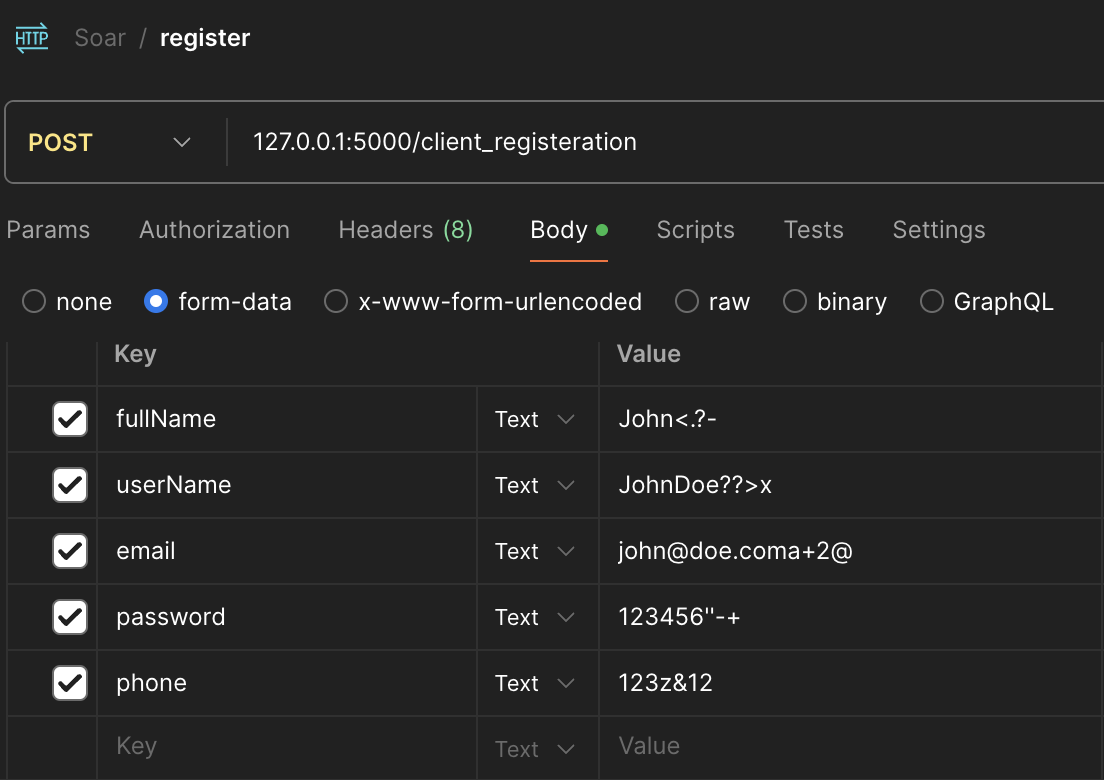 HTTP Soar / register
POST 127.0.0.1:5000/client_registeration
Params Authorization Headers (8) Body Scripts Tests Settings
none form-data x-www-form-urlencoded raw binary GraphQL
Key Value
fullName Text John<.?-
userName Text JohnDoe??>x
email Text john@doe.coma+2@
password Text 123456''-+
phone Text 123z&12
Key Text Value